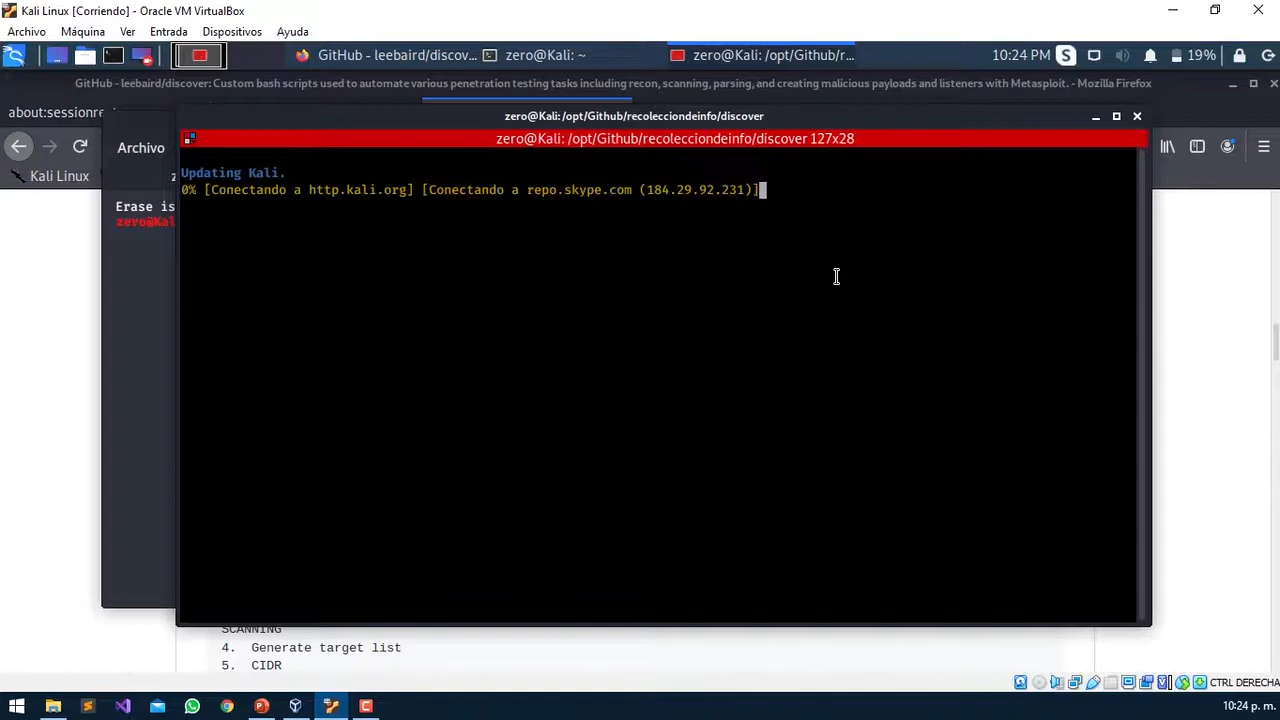 Kali Linux [Corriendo] - Oracle VM VirtualBox
Archivo Máquina Ver Entrada Dispositivos Ayuda
GitHub - leebaird/discov... zero@Kali: ~ zero@Kali: /opt/Github/r... 10:24 PM S 19%
GitHub - leebaird/discover: Custom bash scripts used to automate various penetration testing tasks including recon, scanning, parsing, and creating malicious payloads and listeners with Metasploit. - Mozilla Firefox
about:sessionre
zero@Kali:/opt/Github/recolecciondeinfo/discover
zero@Kali: /opt/Github/recolecciondeinfo/discover 127x28
Archivo
Kali Linux
Updating Kali.
0% [Conectando a http.kali.org] [Conectando a repo.skype.com (184.29.92.231)]
Erase is
zero@Kal
SCANNING
4. Generate target list
5. CIDR
CTRL DERECHA
10:24 p. m.